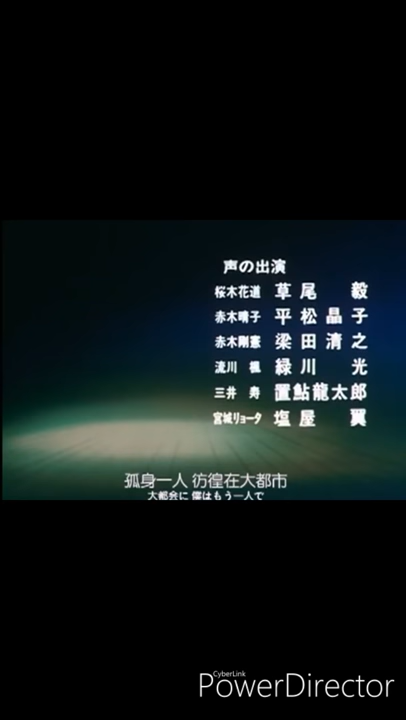 声の出演
桜木花道 草尾 毅
赤木晴子 平松晶子
赤木剛憲 梁田清之
流川 楓 緑川 光
三井 寿 置鮎龍太郎
宮城リョータ 塩屋 翼
孤身一人 彷徨在大都市
大都会に 僕はもう一人で
CyberLink
PowerDirector